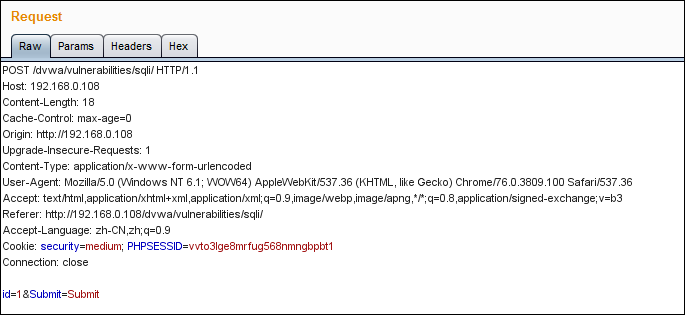 Request
Raw Params Headers Hex
POST /dvwa/vulnerabilities/sqli/ HTTP/1.1
Host: 192.168.0.108
Content-Length: 18
Cache-Control: max-age=0
Origin: http://192.168.0.108
Upgrade-Insecure-Requests: 1
Content-Type: application/x-www-form-urlencoded
User-Agent: Mozilla/5.0 (Windows NT 6.1; WOW64) AppleWebKit/537.36 (KHTML, like Gecko) Chrome/76.0.3809.100 Safari/537.36
Accept: text/html,application/xhtml+xml,application/xml;q=0.9,image/webp,image/apng,*/*;q=0.8,application/signed-exchange;v=b3
Referer: http://192.168.0.108/dvwa/vulnerabilities/sqli/
Accept-Language: zh-CN,zh;q=0.9
Cookie: security=medium; PHPSESSID=vvto3lge8mrfug568nmngbpbt1
Connection: close
id=1&Submit=Submit